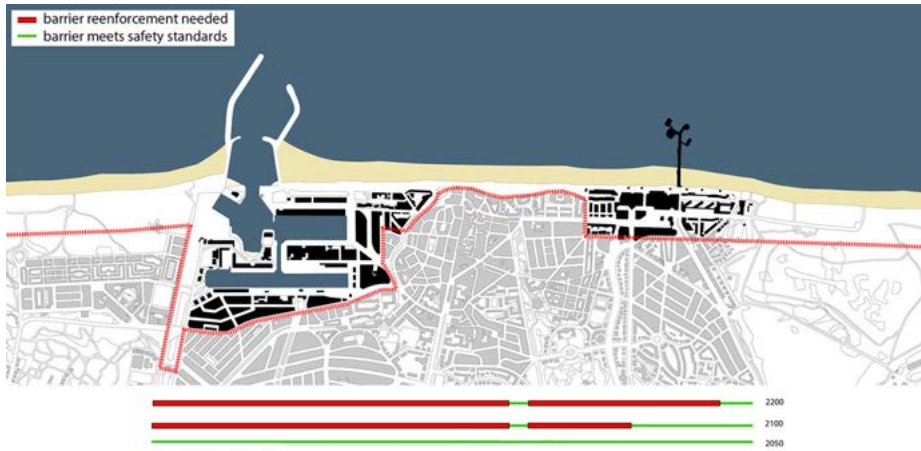 barrier reenforcement needed
barrier meets safety standards
2200
2100
2050